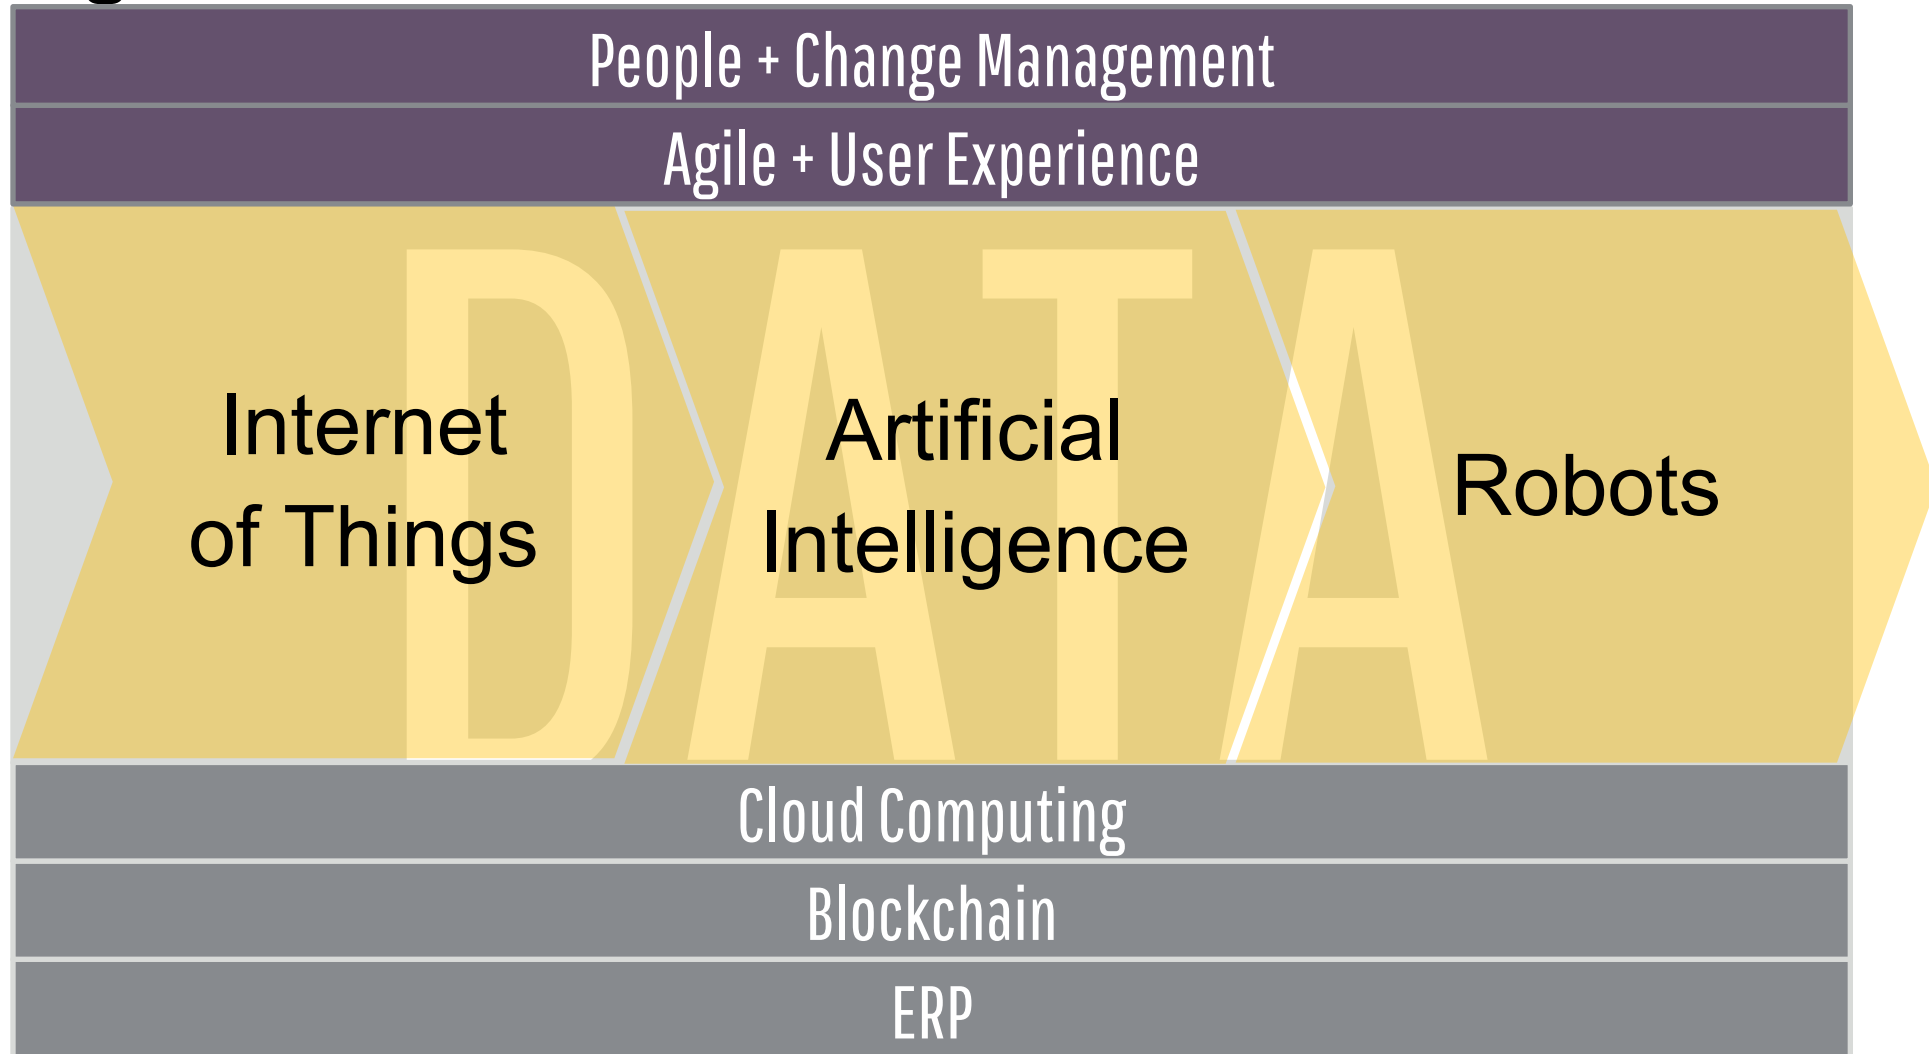 People + Change Management
Agile + User Experience
DATA
Internet
of Things
Artificial
Intelligence
Robots
Cloud Computing
Blockchain
ERP